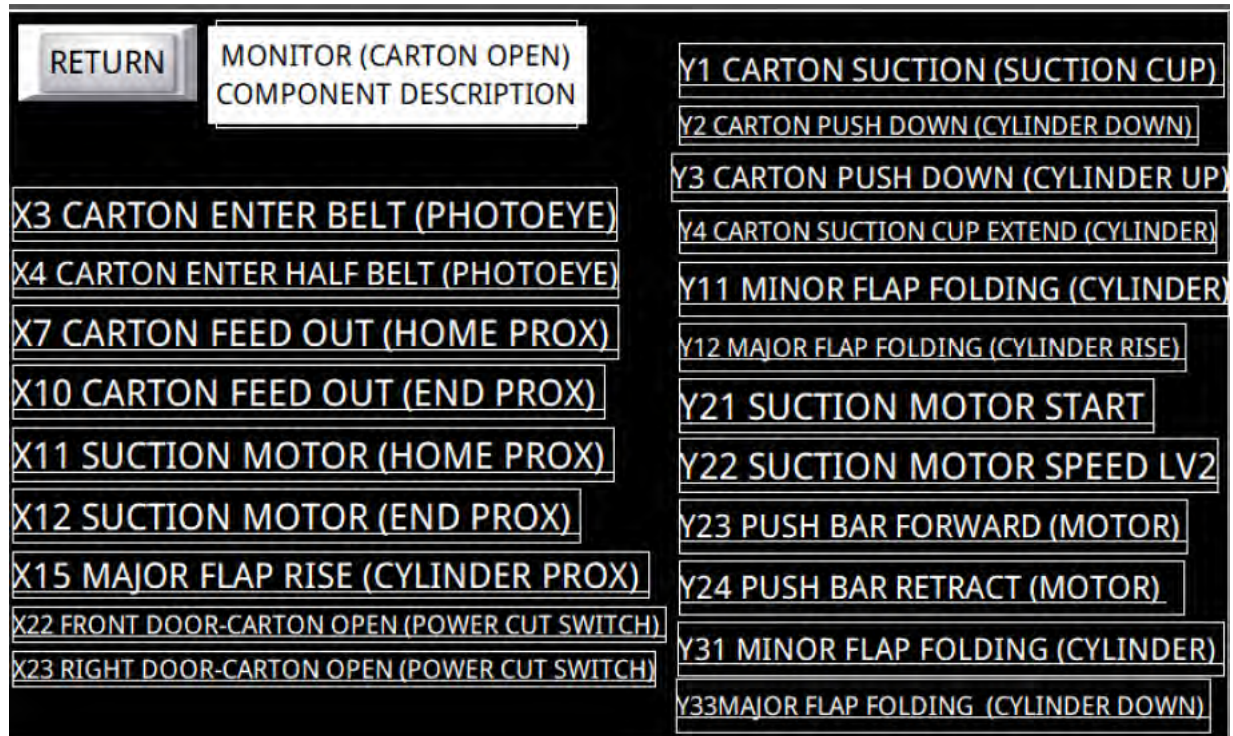 RETURN
MONITOR (CARTON OPEN)
COMPONENT DESCRIPTION
X3 CARTON ENTER BELT (PHOTOEYE)
X4 CARTON ENTER HALF BELT (PHOTOEYE)
X7 CARTON FEED OUT (HOME PROX)
X10 CARTON FEED OUT (END PROX)
X11 SUCTION MOTOR (HOME PROX)
X12 SUCTION MOTOR (END PROX)
X15 MAJOR FLAP RISE (CYLINDER PROX)
X22 FRONT DOOR-CARTON OPEN (POWER CUT SWITCH)
X23 RIGHT DOOR-CARTON OPEN (POWER CUT SWITCH)
Y1 CARTON SUCTION (SUCTION CUP)
Y2 CARTON PUSH DOWN (CYLINDER DOWN)
Y3 CARTON PUSH DOWN (CYLINDER UP)
Y4 CARTON SUCTION CUP EXTEND (CYLINDER)
Y11 MINOR FLAP FOLDING (CYLINDER)
Y12 MAJOR FLAP FOLDING (CYLINDER RISE)
Y21 SUCTION MOTOR START
Y22 SUCTION MOTOR SPEED LV2
Y23 PUSH BAR FORWARD (MOTOR)
Y24 PUSH BAR RETRACT (MOTOR)
Y31 MINOR FLAP FOLDING (CYLINDER)
Y33MAJOR FLAP FOLDING (CYLINDER DOWN)